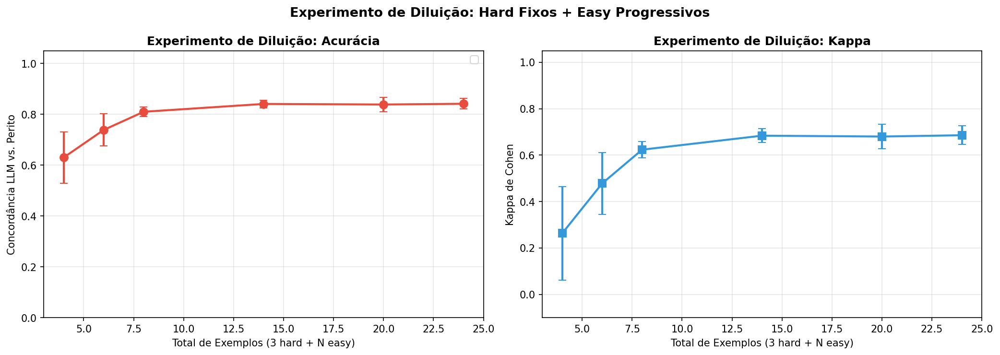 Experimento de Diluição: Hard Fixos + Easy Progressivos
Experimento de Diluição: Acurácia
Concordância LLM vs. Perito
1.0
0.8
0.6
0.4
0.2
0.0
5.0 7.5 10.0 12.5 15.0 17.5 20.0 22.5 25.0
Total de Exemplos (3 hard + N easy)
Experimento de Diluição: Kappa
Kappa de Cohen
1.0
0.8
0.6
0.4
0.2
0.0
5.0 7.5 10.0 12.5 15.0 17.5 20.0 22.5 25.0
Total de Exemplos (3 hard + N easy)